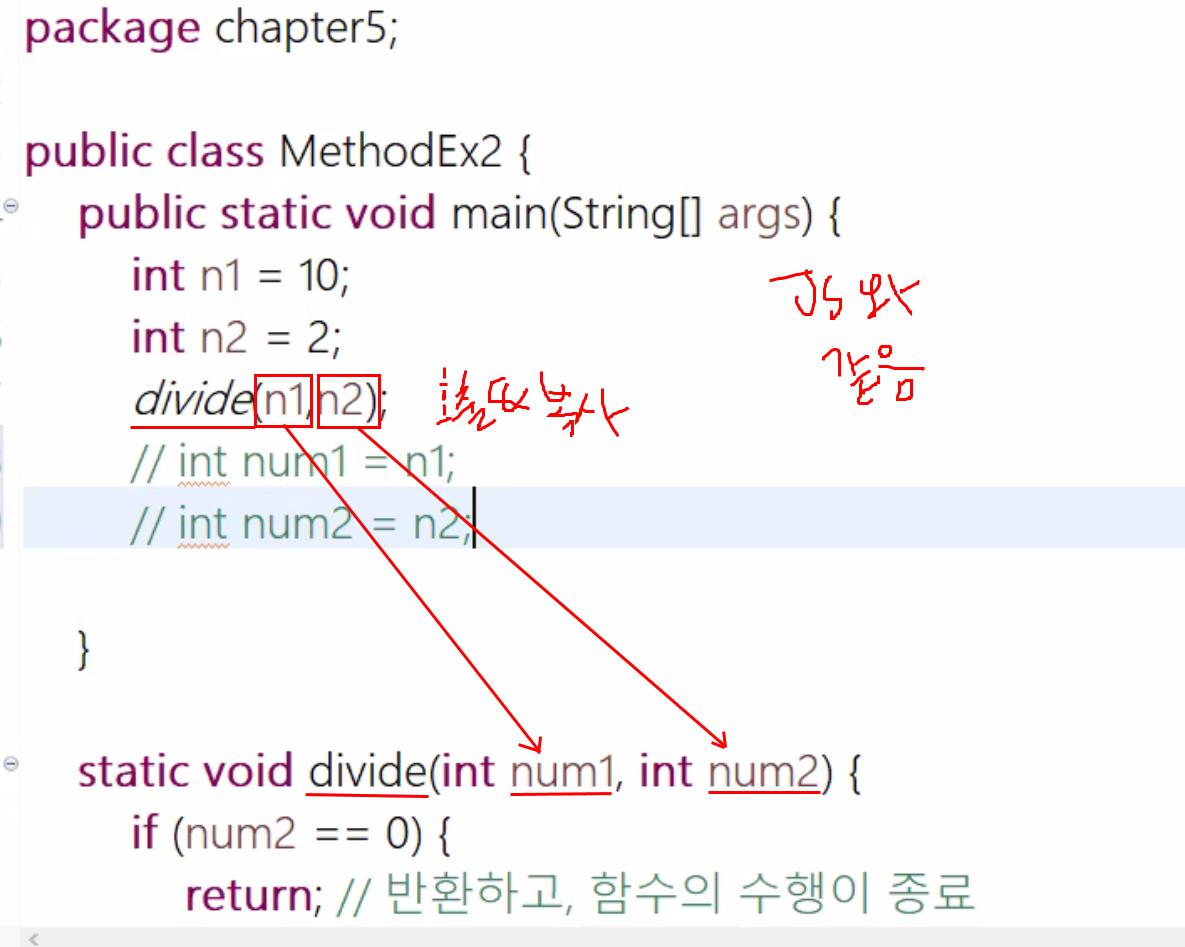 package chapter5;
public class MethodEx2 {
public static void main(String[] args) {
int n1 = 10;
int n2 = 2;
JS와
같음
divide(n1,n2); 호출되 복사
// int num1 = n1;
// int num2 = n2;
}
static void divide(int num1, int num2) {
if (num2 == 0) {
return; // 반환하고, 함수의 수행이 종료